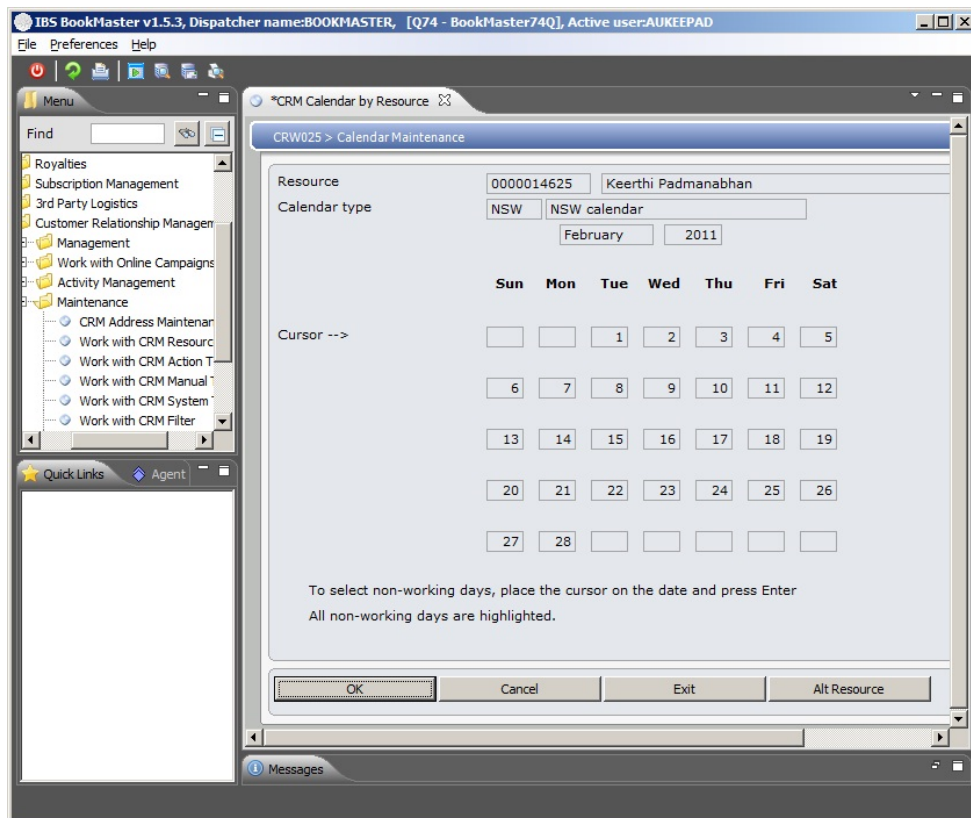 IBS BookMaster v1.5.3, Dispatcher name:BOOKMASTER, [Q74 - BookMaster74Q], Active user:AUKEEPAD
File Preferences Help
Menu
Find
Royalties
Subscription Management
3rd Party Logistics
Customer Relationship Managem
Management
Work with Online Campaigns
Activity Management
Maintenance
CRM Address Maintenan
Work with CRM Resourc
Work with CRM Action T
Work with CRM Manual T
Work with CRM System T
Work with CRM Filter
Quick Links Agent
*CRM Calendar by Resource
CRW025 > Calendar Maintenance
Resource 0000014625 Keerthi Padmanabhan
Calendar type NSW NSW calendar
February 2011
Sun Mon Tue Wed Thu Fri Sat
Cursor --> 1 2 3 4 5
6 7 8 9 10 11 12
13 14 15 16 17 18 19
20 21 22 23 24 25 26
27 28
To select non-working days, place the cursor on the date and press Enter
All non-working days are highlighted.
OK Cancel Exit Alt Resource
Messages